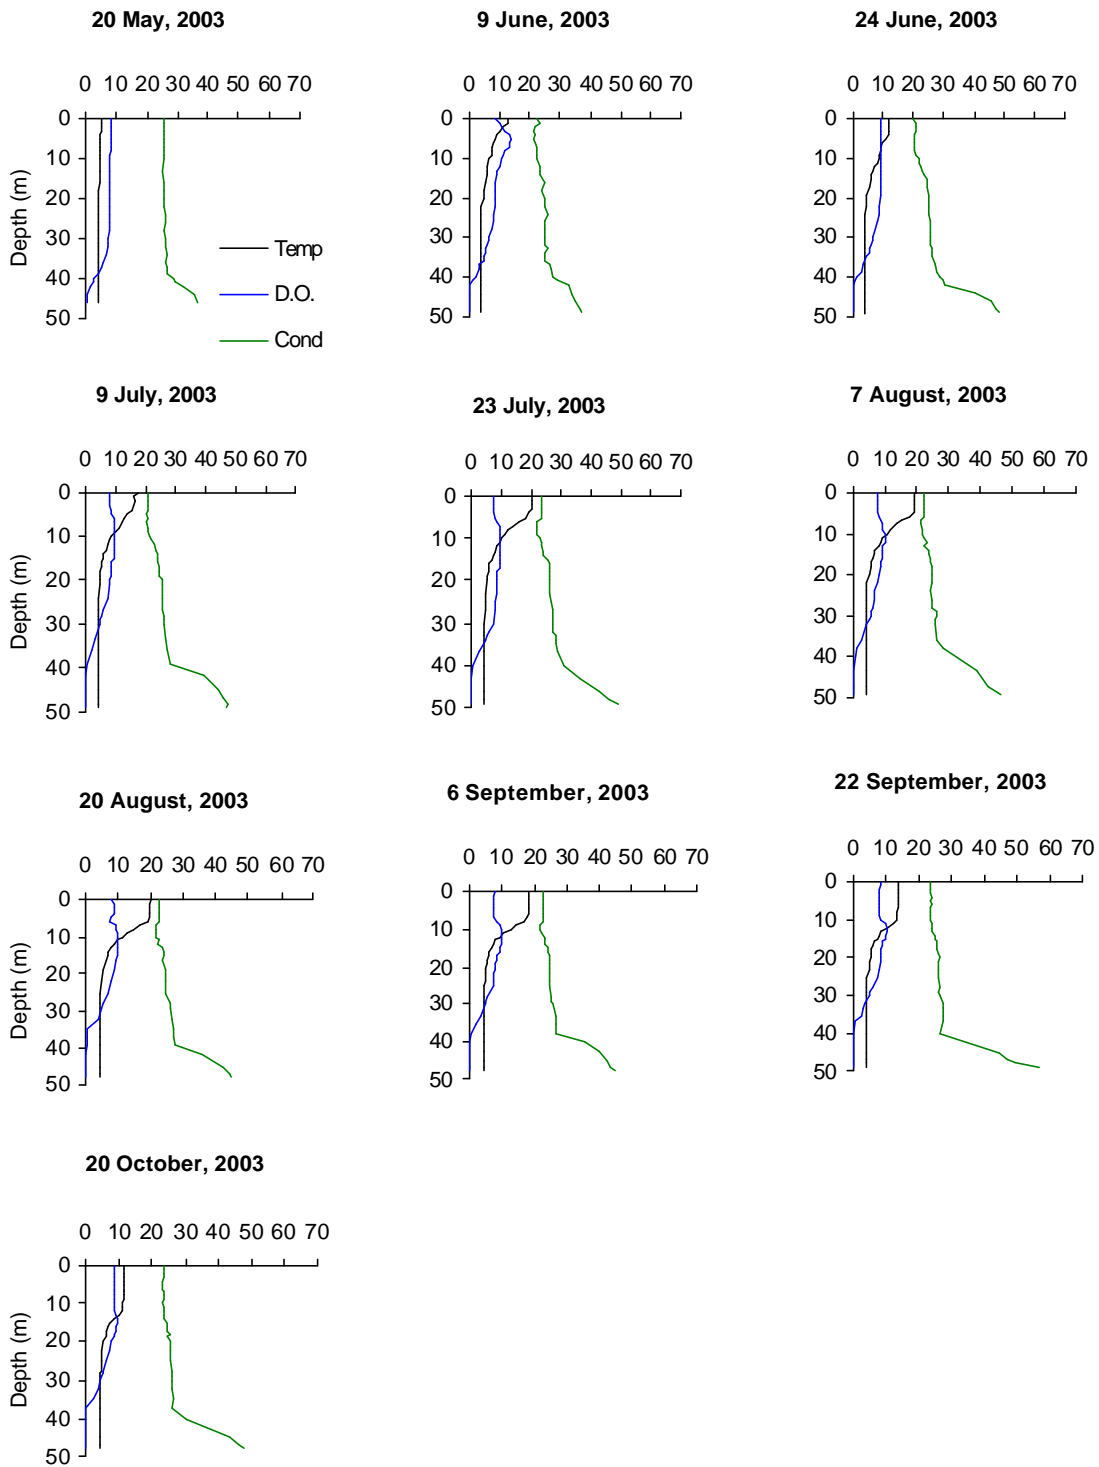 20 May, 2003
0 10 20 30 40 50 60 70
0
10
20
30
40
50
Depth (m)
Temp
D.O.
Cond
9 June, 2003
0 10 20 30 40 50 60 70
0
10
20
30
40
50
24 June, 2003
0 10 20 30 40 50 60 70
0
10
20
30
40
50
9 July, 2003
0 10 20 30 40 50 60 70
0
10
20
30
40
50
Depth (m)
23 July, 2003
0 10 20 30 40 50 60 70
0
10
20
30
40
50
7 August, 2003
0 10 20 30 40 50 60 70
0
10
20
30
40
50
20 August, 2003
0 10 20 30 40 50 60 70
0
10
20
30
40
50
Depth (m)
6 September, 2003
0 10 20 30 40 50 60 70
0
10
20
30
40
50
22 September, 2003
0 10 20 30 40 50 60 70
0
10
20
30
40
50
20 October, 2003
0 10 20 30 40 50 60 70
0
10
20
30
40
50
Depth (m)